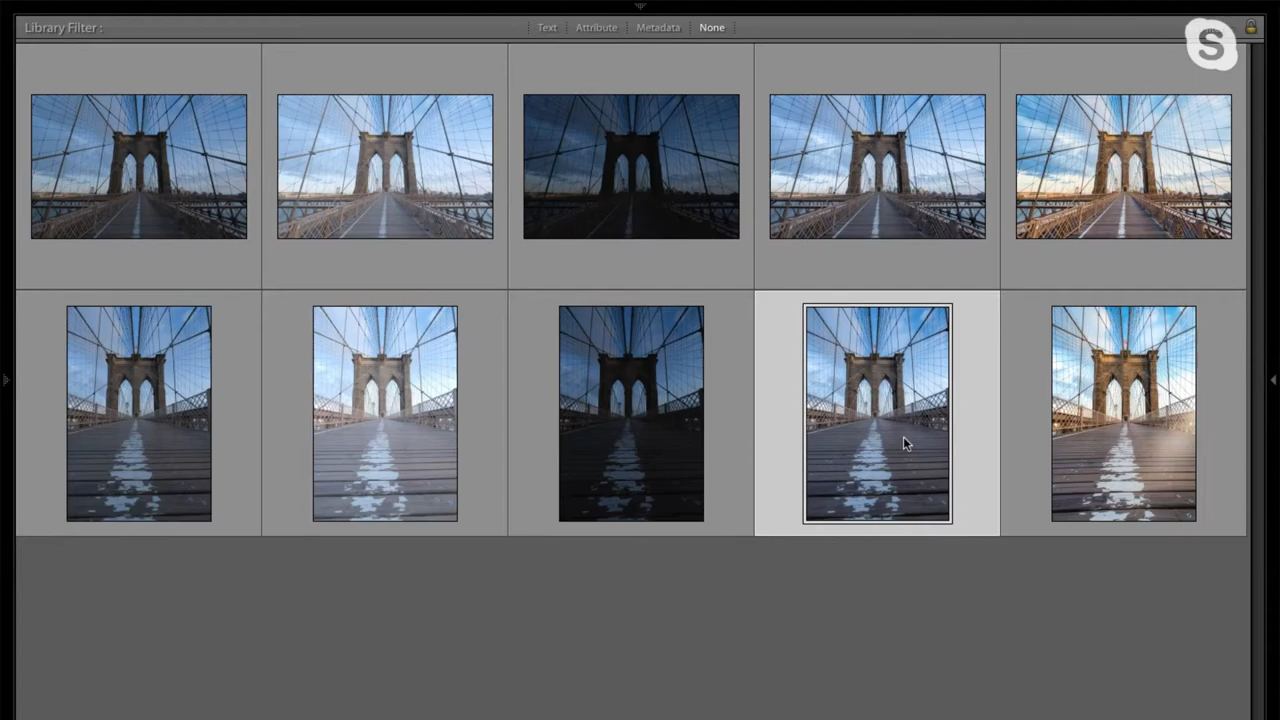 Library Filter :
Text
Attribute
Metadata
None
S